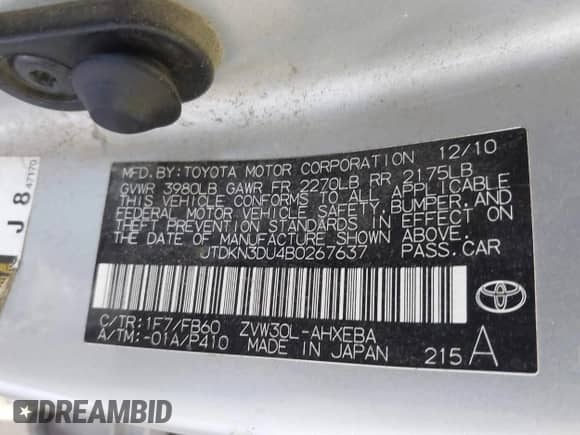 MFD. BY: TOYOTA MOTOR CORPORATION 12/10
GVWR 3980LB GAWR FR 2270LB RR 2175LB
THIS VEHICLE CONFORMS TO ALL APPLICABLE
FEDERAL MOTOR VEHICLE SAFETY, BUMPER, AND
THEFT PREVENTION STANDARDS IN EFFECT ON
THE DATE OF MANUFACTURE SHOWN ABOVE.
JTDKN3DU4B0267637 PASS. CAR
C/TR: 1F7/FB60 ZVW30L-AHXEBA
A/TM: -01A/P410 MADE IN JAPAN 215 A
J 8
47170
DREAMBID